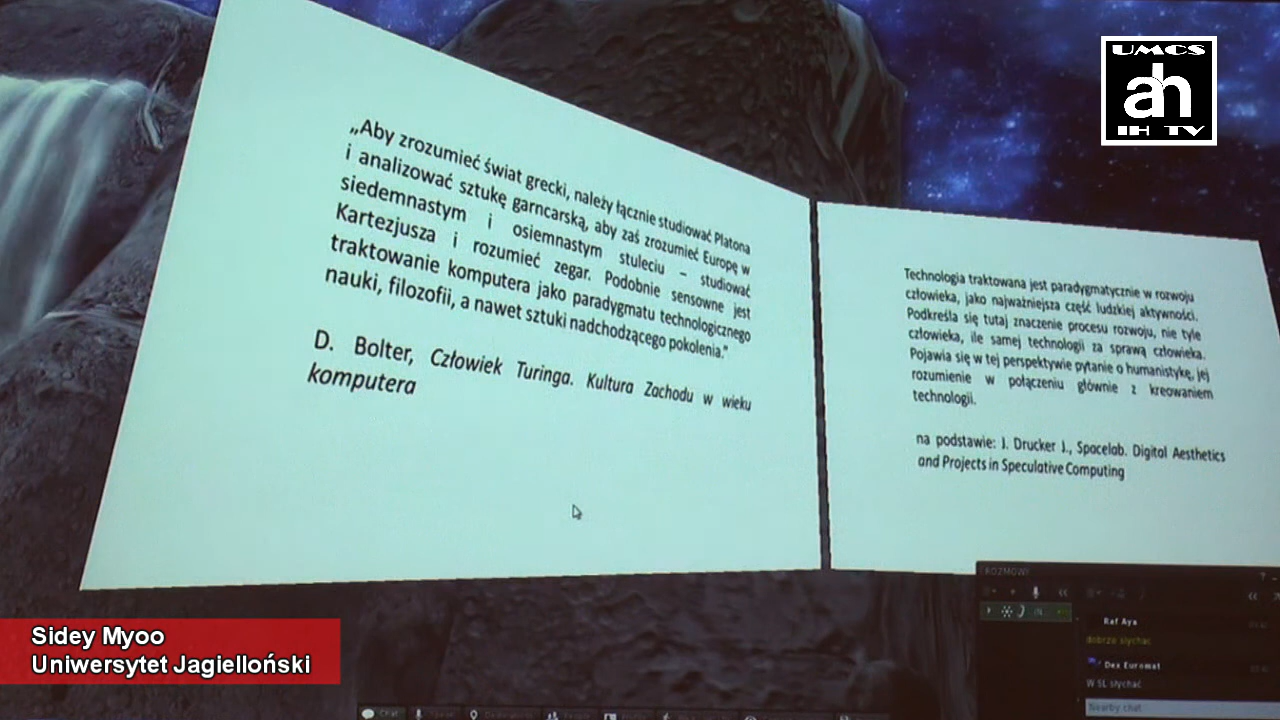 UMCS
ah
IH TV
„Aby zrozumieć świat grecki, należy łącznie studiować Platona
i analizować sztukę garncarską, aby zaś zrozumieć Europę w
siedemnastym i osiemnastym stuleciu – studiować
Kartezjusza i rozumieć zegar. Podobnie sensowne jest
traktowanie komputera jako paradygmatu technologicznego
nauki, filozofii, a nawet sztuki nadchodzącego pokolenia.”
D. Bolter, Człowiek Turinga. Kultura Zachodu w wieku
komputera
Technologia traktowana jest paradygmatycznie w rozwoju
człowieka, jako najważniejsza część ludzkiej aktywności.
Podkreśla się tutaj znaczenie procesu rozwoju, nie tyle
człowieka, ile samej technologii za sprawą człowieka.
Pojawia się w tej perspektywie pytanie o humanistykę, jej
rozumienie w połączeniu głównie z kreowaniem
technologii.
na podstawie: J. Drucker J., Spacelab. Digital Aesthetics
and Projects in Speculative Computing
ROZMOWY
Raf Aya
dobrze słychac
Dex Euromat
W SL słychać
Nearby chat
Chat
Sidey Myoo
Uniwersytet Jagielloński